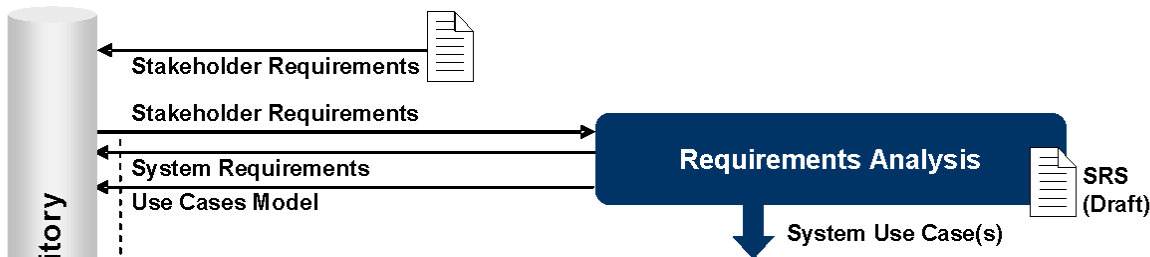 Stakeholder Requirements
Stakeholder Requirements
Requirements Analysis
System Requirements
SRS
(Draft)
Use Cases Model
System Use Case(s)
itory